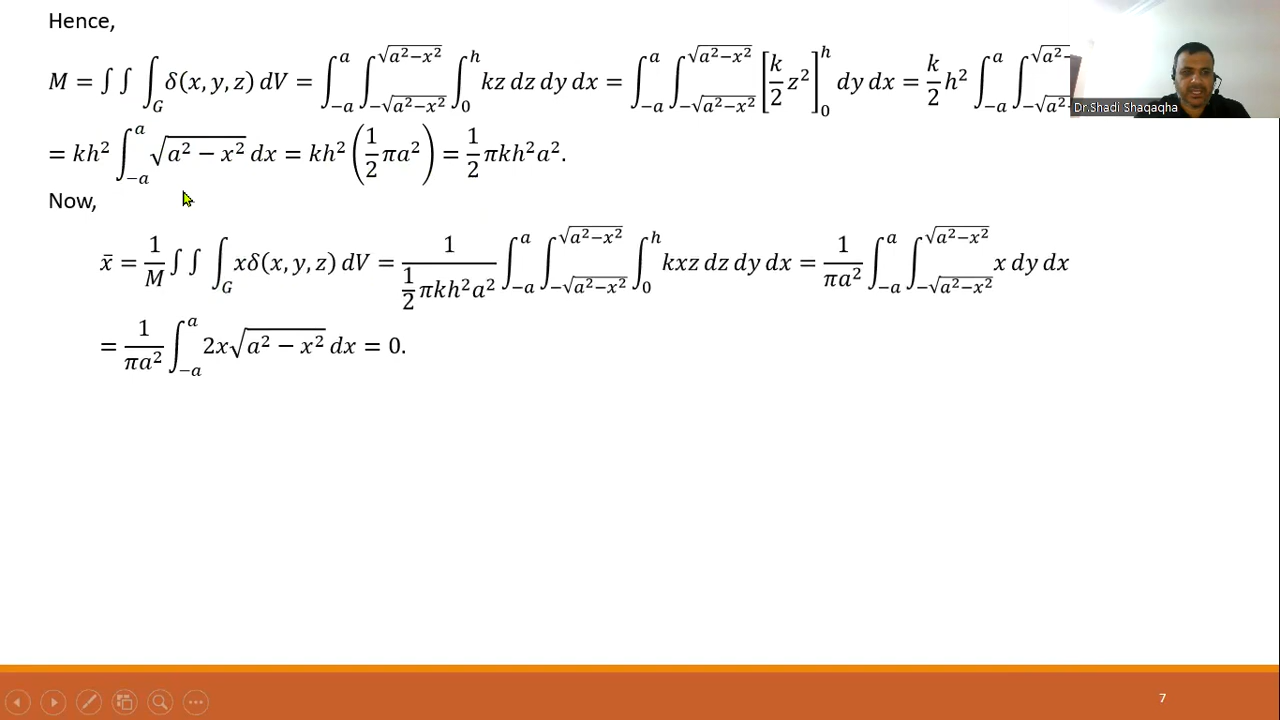 Hence,
M = ∫ ∫ ∫_G δ(x, y, z) dV = ∫_{-a}^{a} ∫_{-√(a²−x²)}^{√(a²−x²)} ∫_0^h kz dz dy dx = ∫_{-a}^{a} ∫_{-√(a²−x²)}^{√(a²−x²)} [k/2 z²]_0^h dy dx = k/2 h² ∫_{-a}^{a} ∫
Dr.Shadi Shaqaqha
= kh² ∫_{-a}^{a} √(a² − x²) dx = kh² (1/2 πa²) = 1/2 πkh²a².
Now,
x̄ = 1/M ∫ ∫ ∫_G xδ(x, y, z) dV = 1/(1/2 πkh²a²) ∫_{-a}^{a} ∫_{-√(a²−x²)}^{√(a²−x²)} ∫_0^h kxz dz dy dx = 1/(πa²) ∫_{-a}^{a} ∫_{-√(a²−x²)}^{√(a²−x²)} x dy dx
= 1/(πa²) ∫_{-a}^{a} 2x√(a² − x²) dx = 0.
7